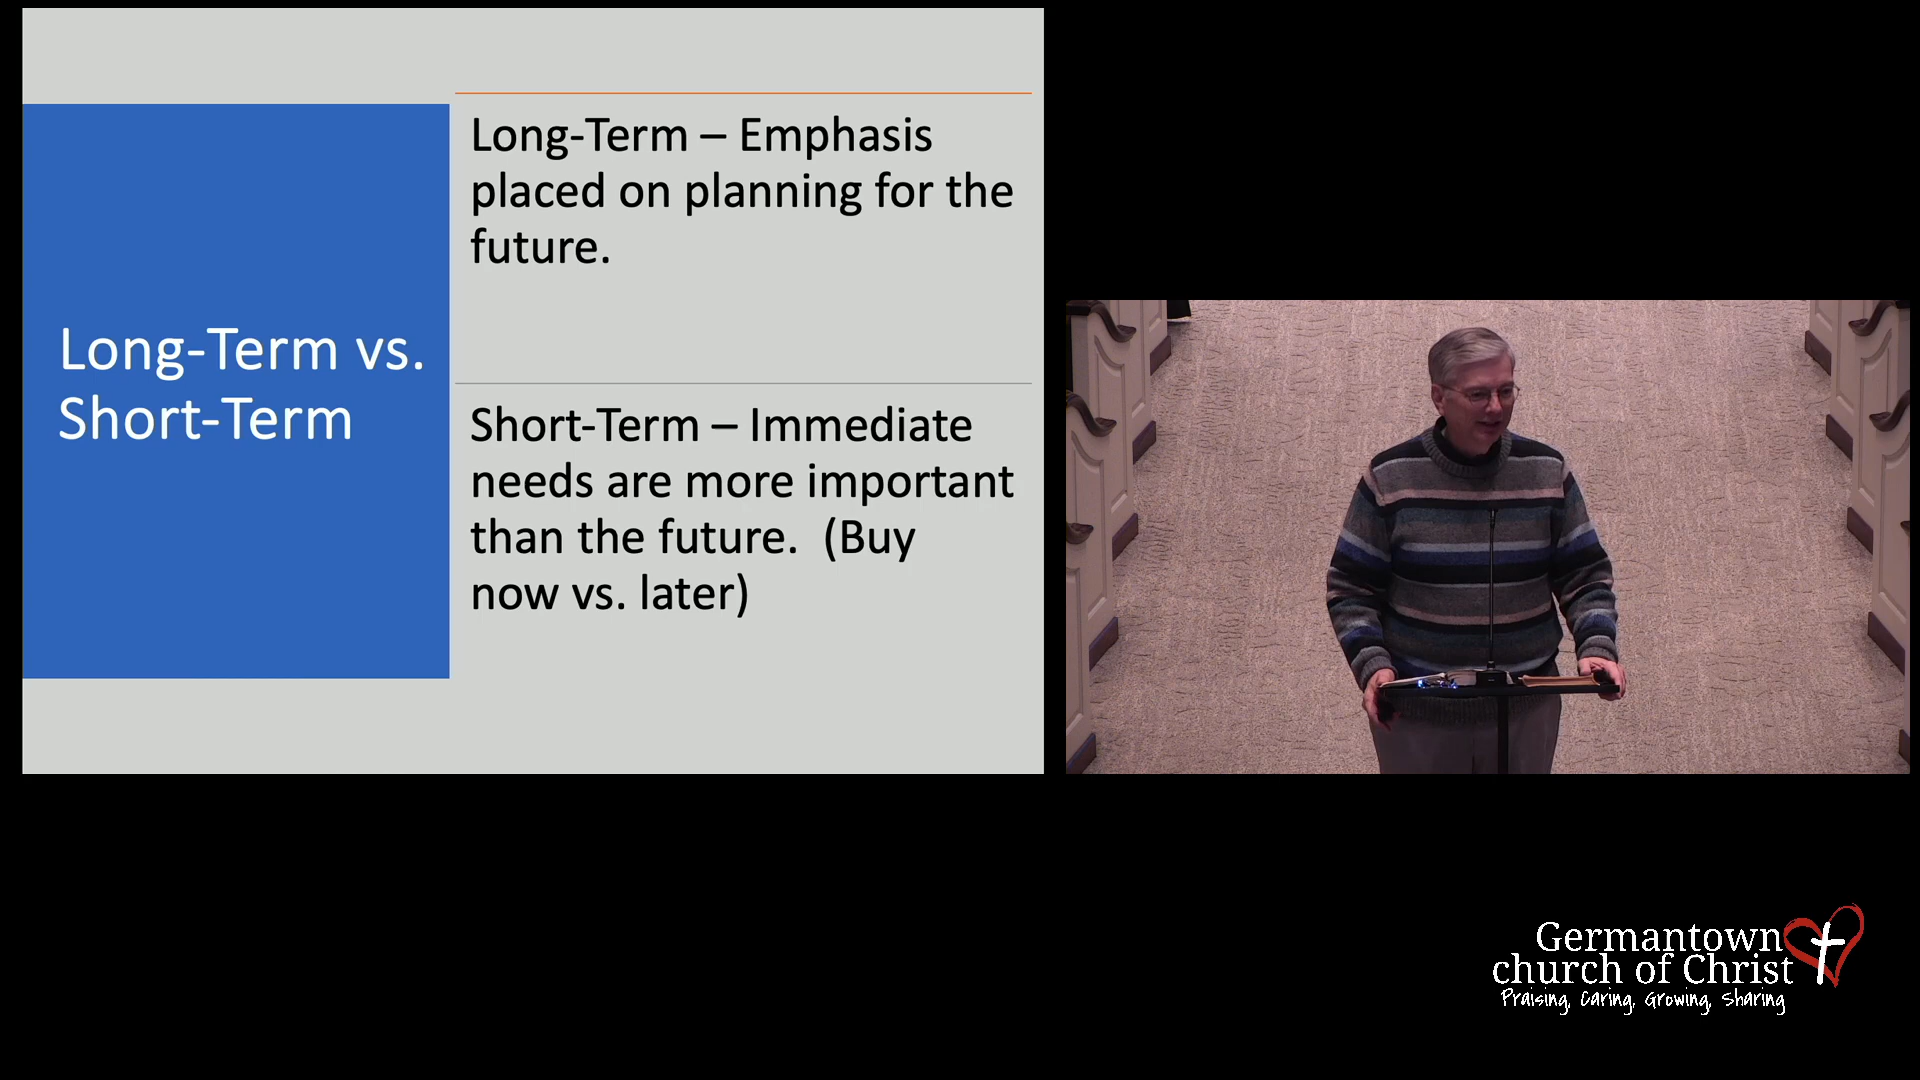 Long-Term vs.
Short-Term
Long-Term – Emphasis
placed on planning for the
future.
Short-Term – Immediate
needs are more important
than the future.  (Buy
now vs. later)
Germantown
church of Christ
Praising, Caring, Growing, Sharing